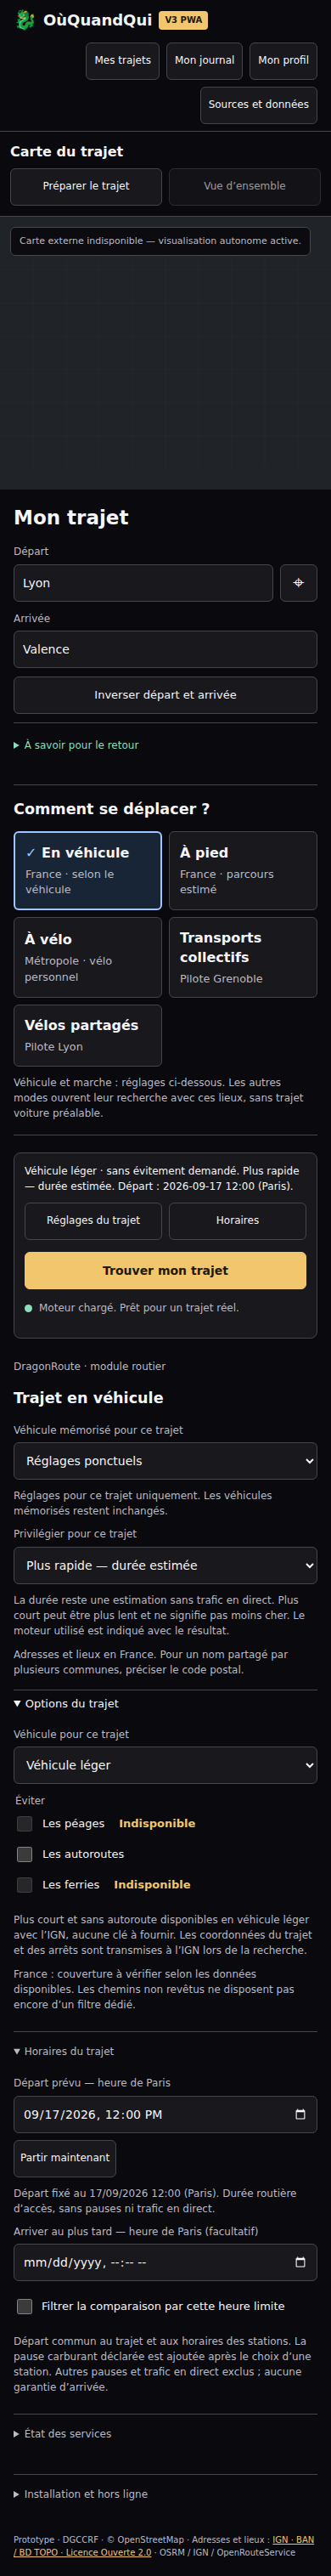 OùQuandQui V3 PWA
Mes trajets Mon journal Mon profil
Sources et données
Carte du trajet
Préparer le trajet Vue d’ensemble
Carte externe indisponible — visualisation autonome active.
Mon trajet
Départ
Lyon
Arrivée
Valence
Inverser départ et arrivée
À savoir pour le retour
Comment se déplacer ?
✓ En véhicule
France · selon le
véhicule
À pied
France · parcours
estimé
À vélo
Métropole · vélo
personnel
Transports
collectifs
Pilote Grenoble
Vélos partagés
Pilote Lyon
Véhicule et marche : réglages ci-dessous. Les autres
modes ouvrent leur recherche avec ces lieux, sans trajet
voiture préalable.
Véhicule léger · sans évitement demandé. Plus rapide
— durée estimée. Départ : 2026-09-17 12:00 (Paris).
Réglages du trajet Horaires
Trouver mon trajet
Moteur chargé. Prêt pour un trajet réel.
DragonRoute · module routier
Trajet en véhicule
Véhicule mémorisé pour ce trajet
Réglages ponctuels
Réglages pour ce trajet uniquement. Les véhicules
mémorisés restent inchangés.
Privilégier pour ce trajet
Plus rapide — durée estimée
La durée reste une estimation sans trafic en direct. Plus
court peut être plus lent et ne signifie pas moins cher. Le
moteur utilisé est indiqué avec le résultat.
Adresses et lieux en France. Pour un nom partagé par
plusieurs communes, préciser le code postal.
Options du trajet
Véhicule pour ce trajet
Véhicule léger
Éviter
Les péages Indisponible
Les autoroutes
Les ferries Indisponible
Plus court et sans autoroute disponibles en véhicule léger
avec l’IGN, aucune clé à fournir. Les coordonnées du trajet
et des arrêts sont transmises à l’IGN lors de la recherche.
France : couverture à vérifier selon les données
disponibles. Les chemins non revêtus ne disposent pas
encore d’un filtre dédié.
Horaires du trajet
Départ prévu — heure de Paris
09/17/2026, 12:00 PM
Partir maintenant
Départ fixé au 17/09/2026 12:00 (Paris). Durée routière
d’accès, sans pauses ni trafic en direct.
Arriver au plus tard — heure de Paris (facultatif)
mm/dd/yyyy, --:-- --
Filtrer la comparaison par cette heure limite
Départ commun au trajet et aux horaires des stations. La
pause carburant déclarée est ajoutée après le choix d’une
station. Autres pauses et trafic en direct exclus ; aucune
garantie d’arrivée.
État des services
Installation et hors ligne
Prototype · DGCCRF · © OpenStreetMap · Adresses et lieux : IGN · BAN
/ BD TOPO · Licence Ouverte 2.0 · OSRM / IGN / OpenRouteService